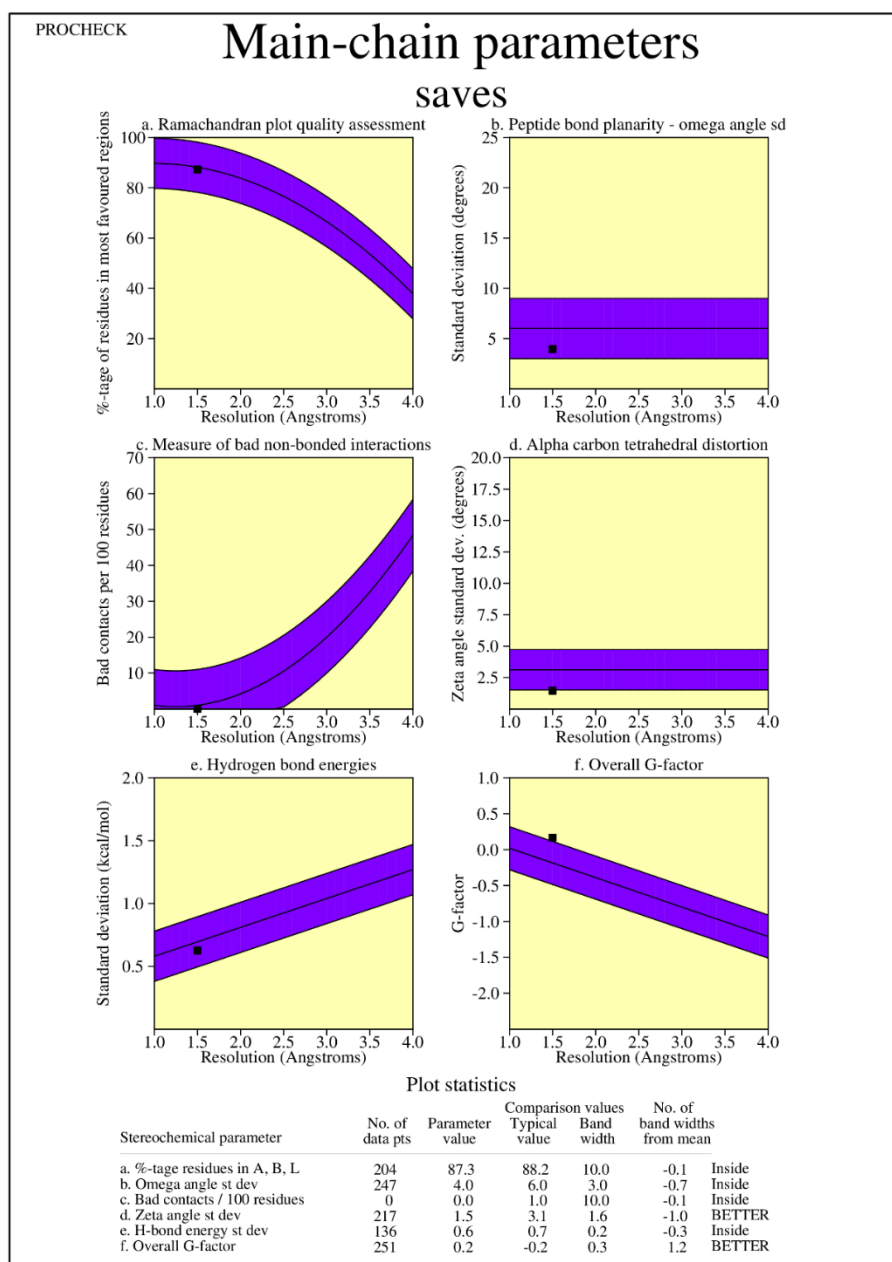 PROCHECK
Main-chain parameters
saves
a. Ramachandran plot quality assessment
%-tage of residues in most favoured regions
100
80
60
40
20
1.0 1.5 2.0 2.5 3.0 3.5 4.0
Resolution (Angstroms)
b. Peptide bond planarity - omega angle sd
Standard deviation (degrees)
25
20
15
10
5
1.0 1.5 2.0 2.5 3.0 3.5 4.0
Resolution (Angstroms)
c. Measure of bad non-bonded interactions
Bad contacts per 100 residues
70
60
50
40
30
20
10
1.0 1.5 2.0 2.5 3.0 3.5 4.0
Resolution (Angstroms)
d. Alpha carbon tetrahedral distortion
Zeta angle standard dev. (degrees)
20.0
17.5
15.0
12.5
10.0
7.5
5.0
2.5
1.0 1.5 2.0 2.5 3.0 3.5 4.0
Resolution (Angstroms)
e. Hydrogen bond energies
Standard deviation (kcal/mol)
2.0
1.5
1.0
0.5
1.0 1.5 2.0 2.5 3.0 3.5 4.0
Resolution (Angstroms)
f. Overall G-factor
G-factor
1.0
0.5
0.0
-0.5
-1.0
-1.5
-2.0
1.0 1.5 2.0 2.5 3.0 3.5 4.0
Resolution (Angstroms)
Plot statistics
Comparison values
No. of Parameter Typical Band No. of
Stereochemical parameter data pts value value width band widths from mean
a. %-tage residues in A, B, L 204 87.3 88.2 10.0 -0.1 Inside
b. Omega angle st dev 247 4.0 6.0 3.0 -0.7 Inside
c. Bad contacts / 100 residues 0 0.0 1.0 10.0 -0.1 Inside
d. Zeta angle st dev 217 1.5 3.1 1.6 -1.0 BETTER
e. H-bond energy st dev 136 0.6 0.7 0.2 -0.3 Inside
f. Overall G-factor 251 0.2 -0.2 0.3 1.2 BETTER